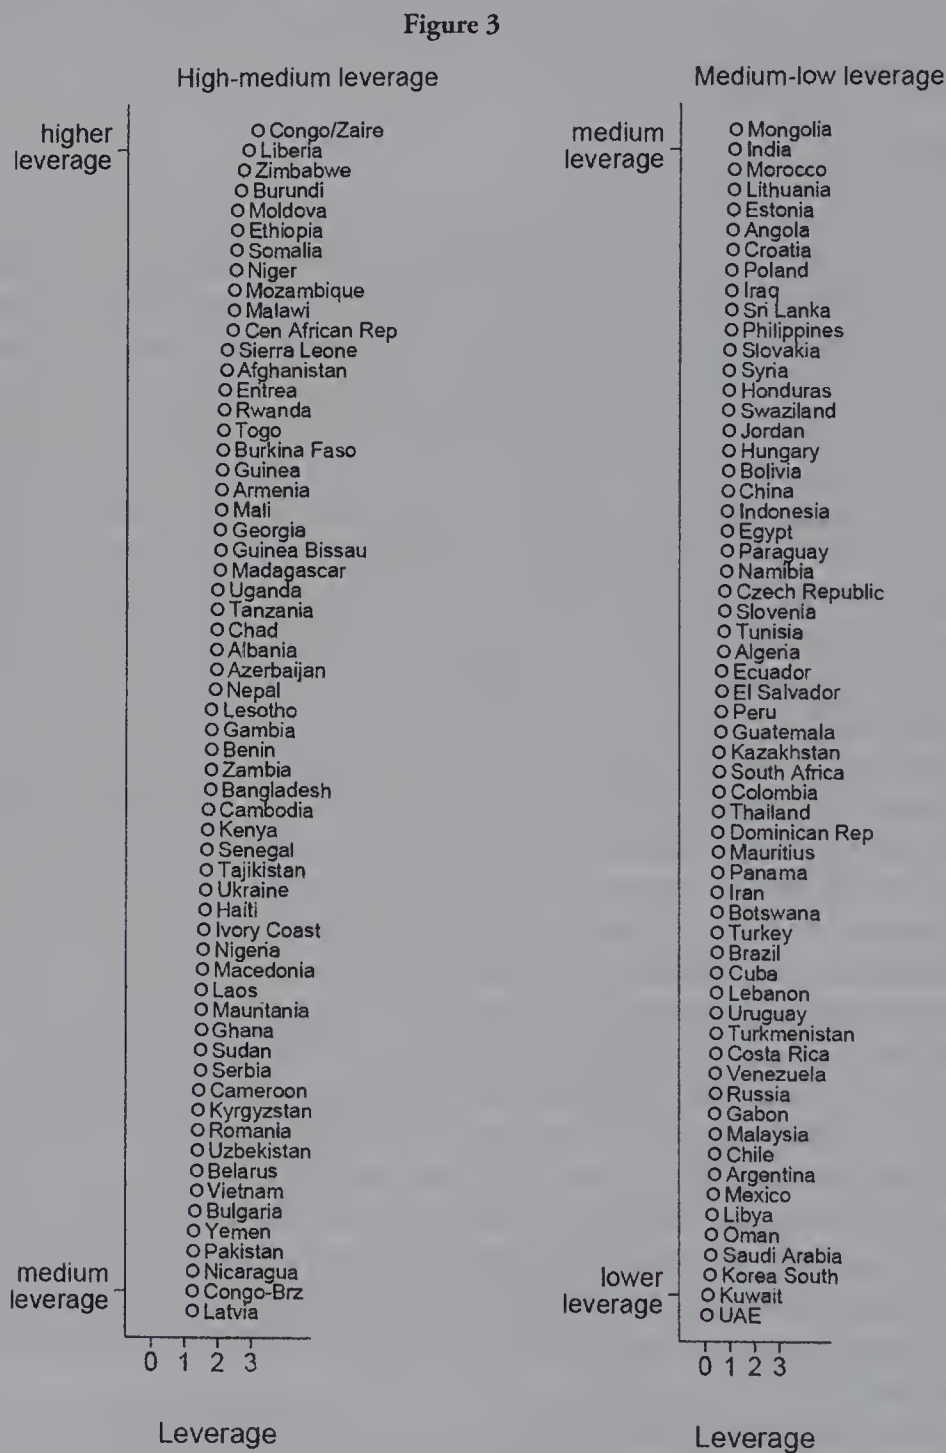 Figure 3
High-medium leverage
higher
leverage
Congo/Zaire
Liberia
Zimbabwe
Burundi
Moldova
Ethiopia
Somalia
Niger
Mozambique
Malawi
Cen African Rep
Sierra Leone
Afghanistan
Eritrea
Rwanda
Togo
Burkina Faso
Guinea
Armenia
Mali
Georgia
Guinea Bissau
Madagascar
Uganda
Tanzania
Chad
Albania
Azerbaijan
Nepal
Lesotho
Gambia
Benin
Zambia
Bangladesh
Cambodia
Kenya
Senegal
Tajikistan
Ukraine
Haiti
Ivory Coast
Nigeria
Macedonia
Laos
Mauritania
Ghana
Sudan
Serbia
Cameroon
Kyrgyzstan
Romania
Uzbekistan
Belarus
Vietnam
Bulgaria
Yemen
Pakistan
Nicaragua
Congo-Brz
Latvia
medium
leverage
0 1 2 3
Leverage
Medium-low leverage
medium
leverage
Mongolia
India
Morocco
Lithuania
Estonia
Angola
Croatia
Poland
Iraq
Sri Lanka
Philippines
Slovakia
Syria
Honduras
Swaziland
Jordan
Hungary
Bolivia
China
Indonesia
Egypt
Paraguay
Namibia
Czech Republic
Slovenia
Tunisia
Algeria
Ecuador
El Salvador
Peru
Guatemala
Kazakhstan
South Africa
Colombia
Thailand
Dominican Rep
Mauritius
Panama
Iran
Botswana
Turkey
Brazil
Cuba
Lebanon
Uruguay
Turkmenistan
Costa Rica
Venezuela
Russia
Gabon
Malaysia
Chile
Argentina
Mexico
Libya
Oman
Saudi Arabia
Korea South
Kuwait
UAE
lower
leverage
0 1 2 3
Leverage